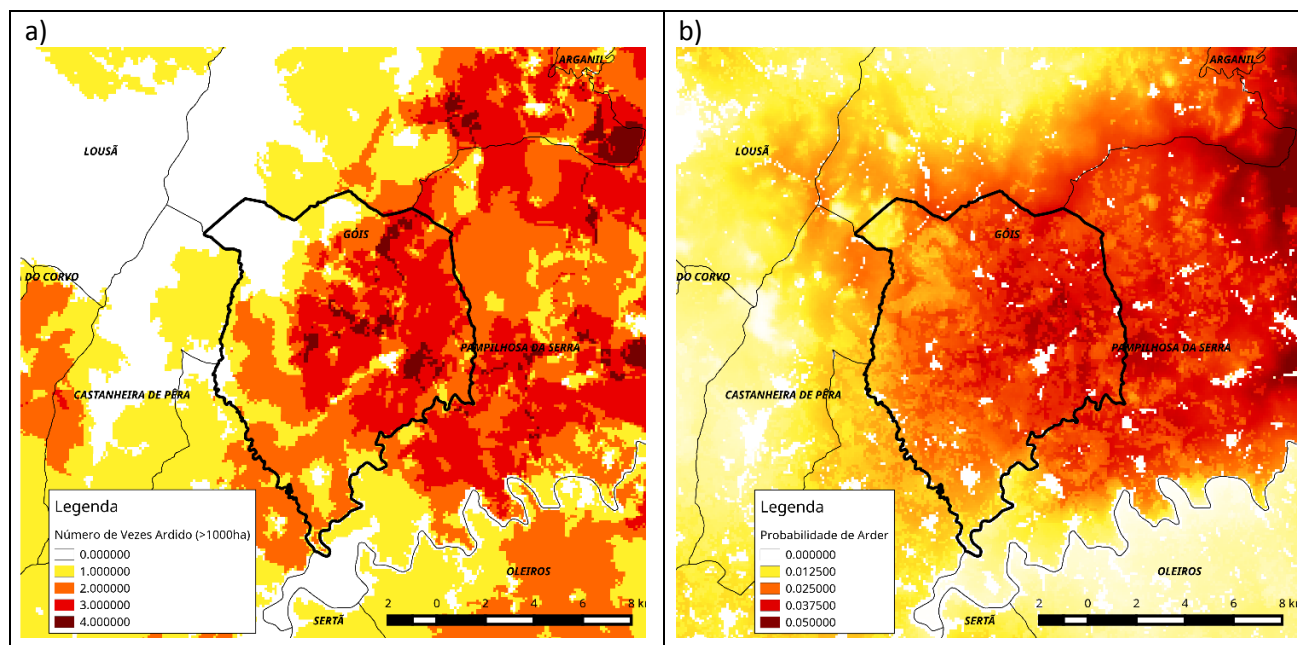 a)
ARGANIL
LOUSÃ
GÓIS
DO CORVO
PAMPILHOSA DA SERRA
CASTANHEIRA DE PÊRA
Legenda
Número de Vezes Ardido (>1000ha)
0.000000
1.000000
2.000000
3.000000
4.000000
OLEIROS
SERTÃ
2 0 2 4 6 8 km
b)
ARGANIL
LOUSÃ
GÓIS
DO CORVO
PAMPILHOSA DA SERRA
CASTANHEIRA DE PÊRA
Legenda
Probabilidade de Arder
0.000000
0.012500
0.025000
0.037500
0.050000
OLEIROS
SERTÃ
2 0 2 4 6 8 k